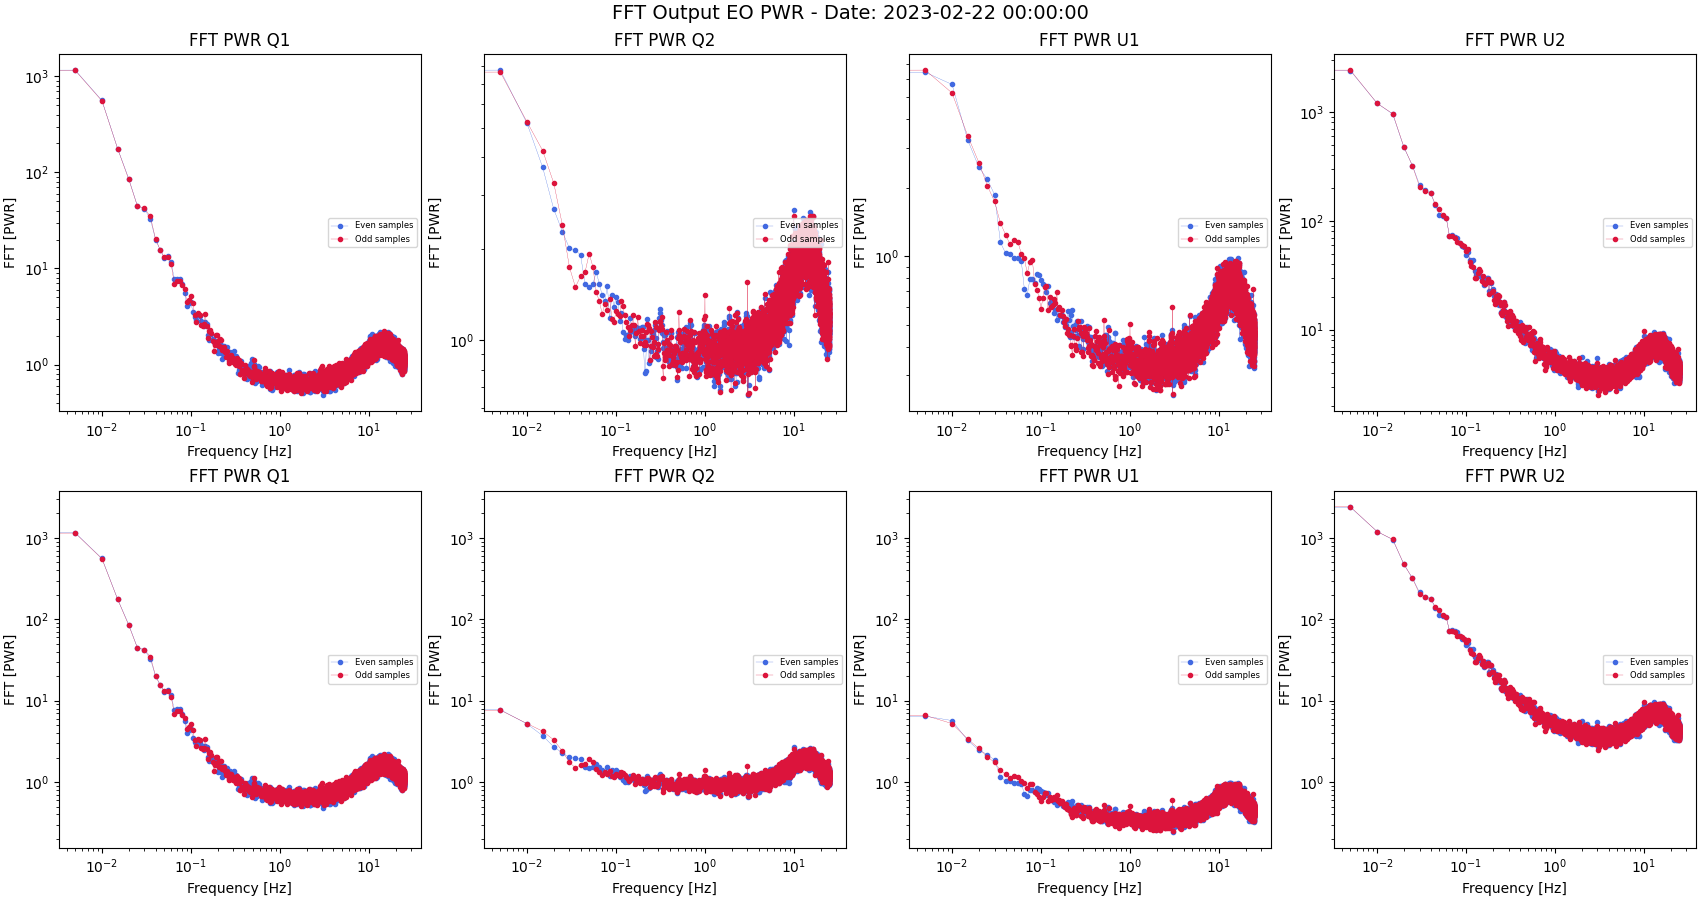 FFT Output EO PWR - Date: 2023-02-22 00:00:00
FFT PWR Q1
FFT [PWR]
10³
10²
10¹
10⁰
Even samples
Odd samples
10⁻² 10⁻¹ 10⁰ 10¹
Frequency [Hz]
FFT PWR Q2
FFT [PWR]
10⁰
Even samples
Odd samples
10⁻² 10⁻¹ 10⁰ 10¹
Frequency [Hz]
FFT PWR U1
FFT [PWR]
10⁰
Even samples
Odd samples
10⁻² 10⁻¹ 10⁰ 10¹
Frequency [Hz]
FFT PWR U2
FFT [PWR]
10³
10²
10¹
Even samples
Odd samples
10⁻² 10⁻¹ 10⁰ 10¹
Frequency [Hz]
FFT PWR Q1
FFT [PWR]
10³
10²
10¹
10⁰
Even samples
Odd samples
10⁻² 10⁻¹ 10⁰ 10¹
Frequency [Hz]
FFT PWR Q2
FFT [PWR]
10³
10²
10¹
10⁰
Even samples
Odd samples
10⁻² 10⁻¹ 10⁰ 10¹
Frequency [Hz]
FFT PWR U1
FFT [PWR]
10³
10²
10¹
10⁰
Even samples
Odd samples
10⁻² 10⁻¹ 10⁰ 10¹
Frequency [Hz]
FFT PWR U2
FFT [PWR]
10³
10²
10¹
10⁰
Even samples
Odd samples
10⁻² 10⁻¹ 10⁰ 10¹
Frequency [Hz]